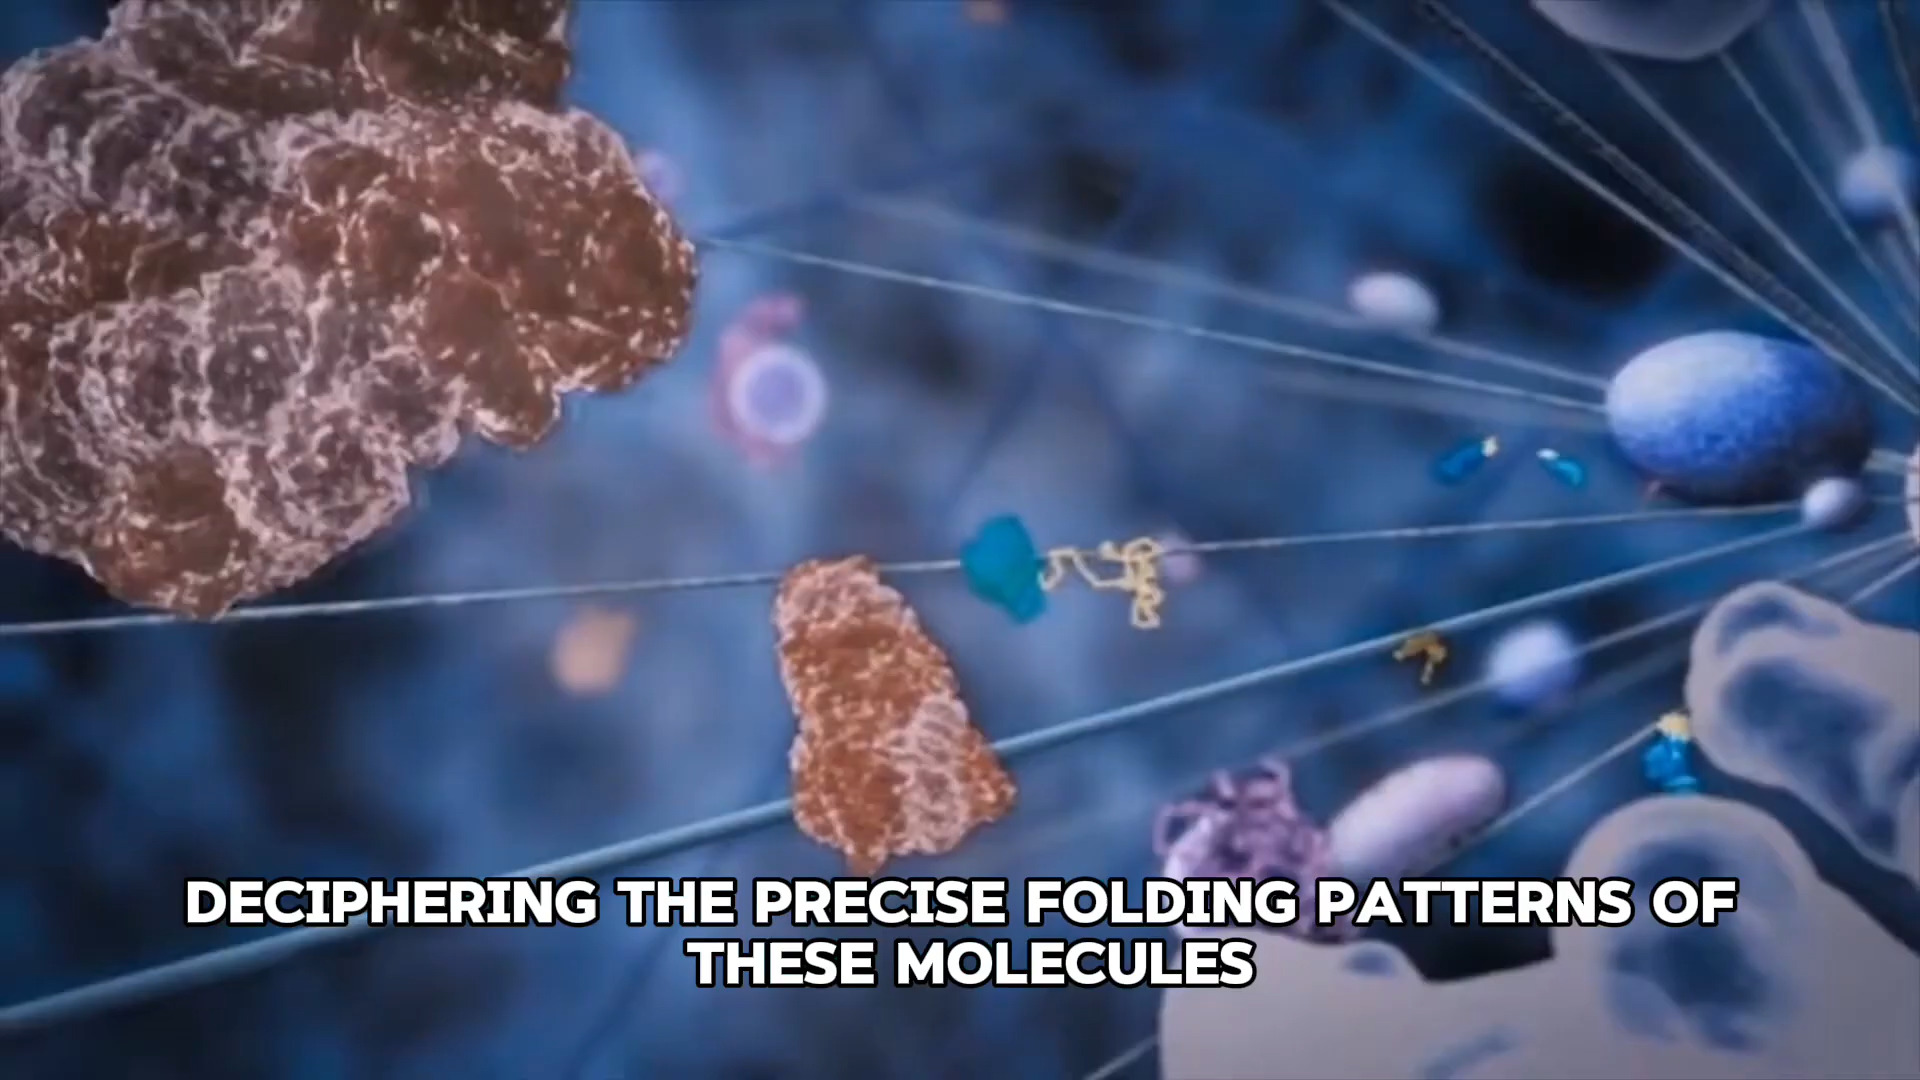 DECIPHERING THE PRECISE FOLDING PATTERNS OF
THESE MOLECULES